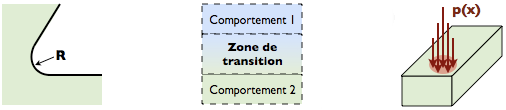 R
Comportement 1
Zone de
transition
Comportement 2
p(x)